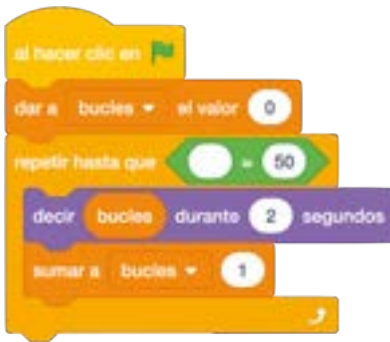 al hacer clic en
dar a bucles el valor 0
repetir hasta que = 50
decir bucles durante 2 segundos
sumar a bucles 1